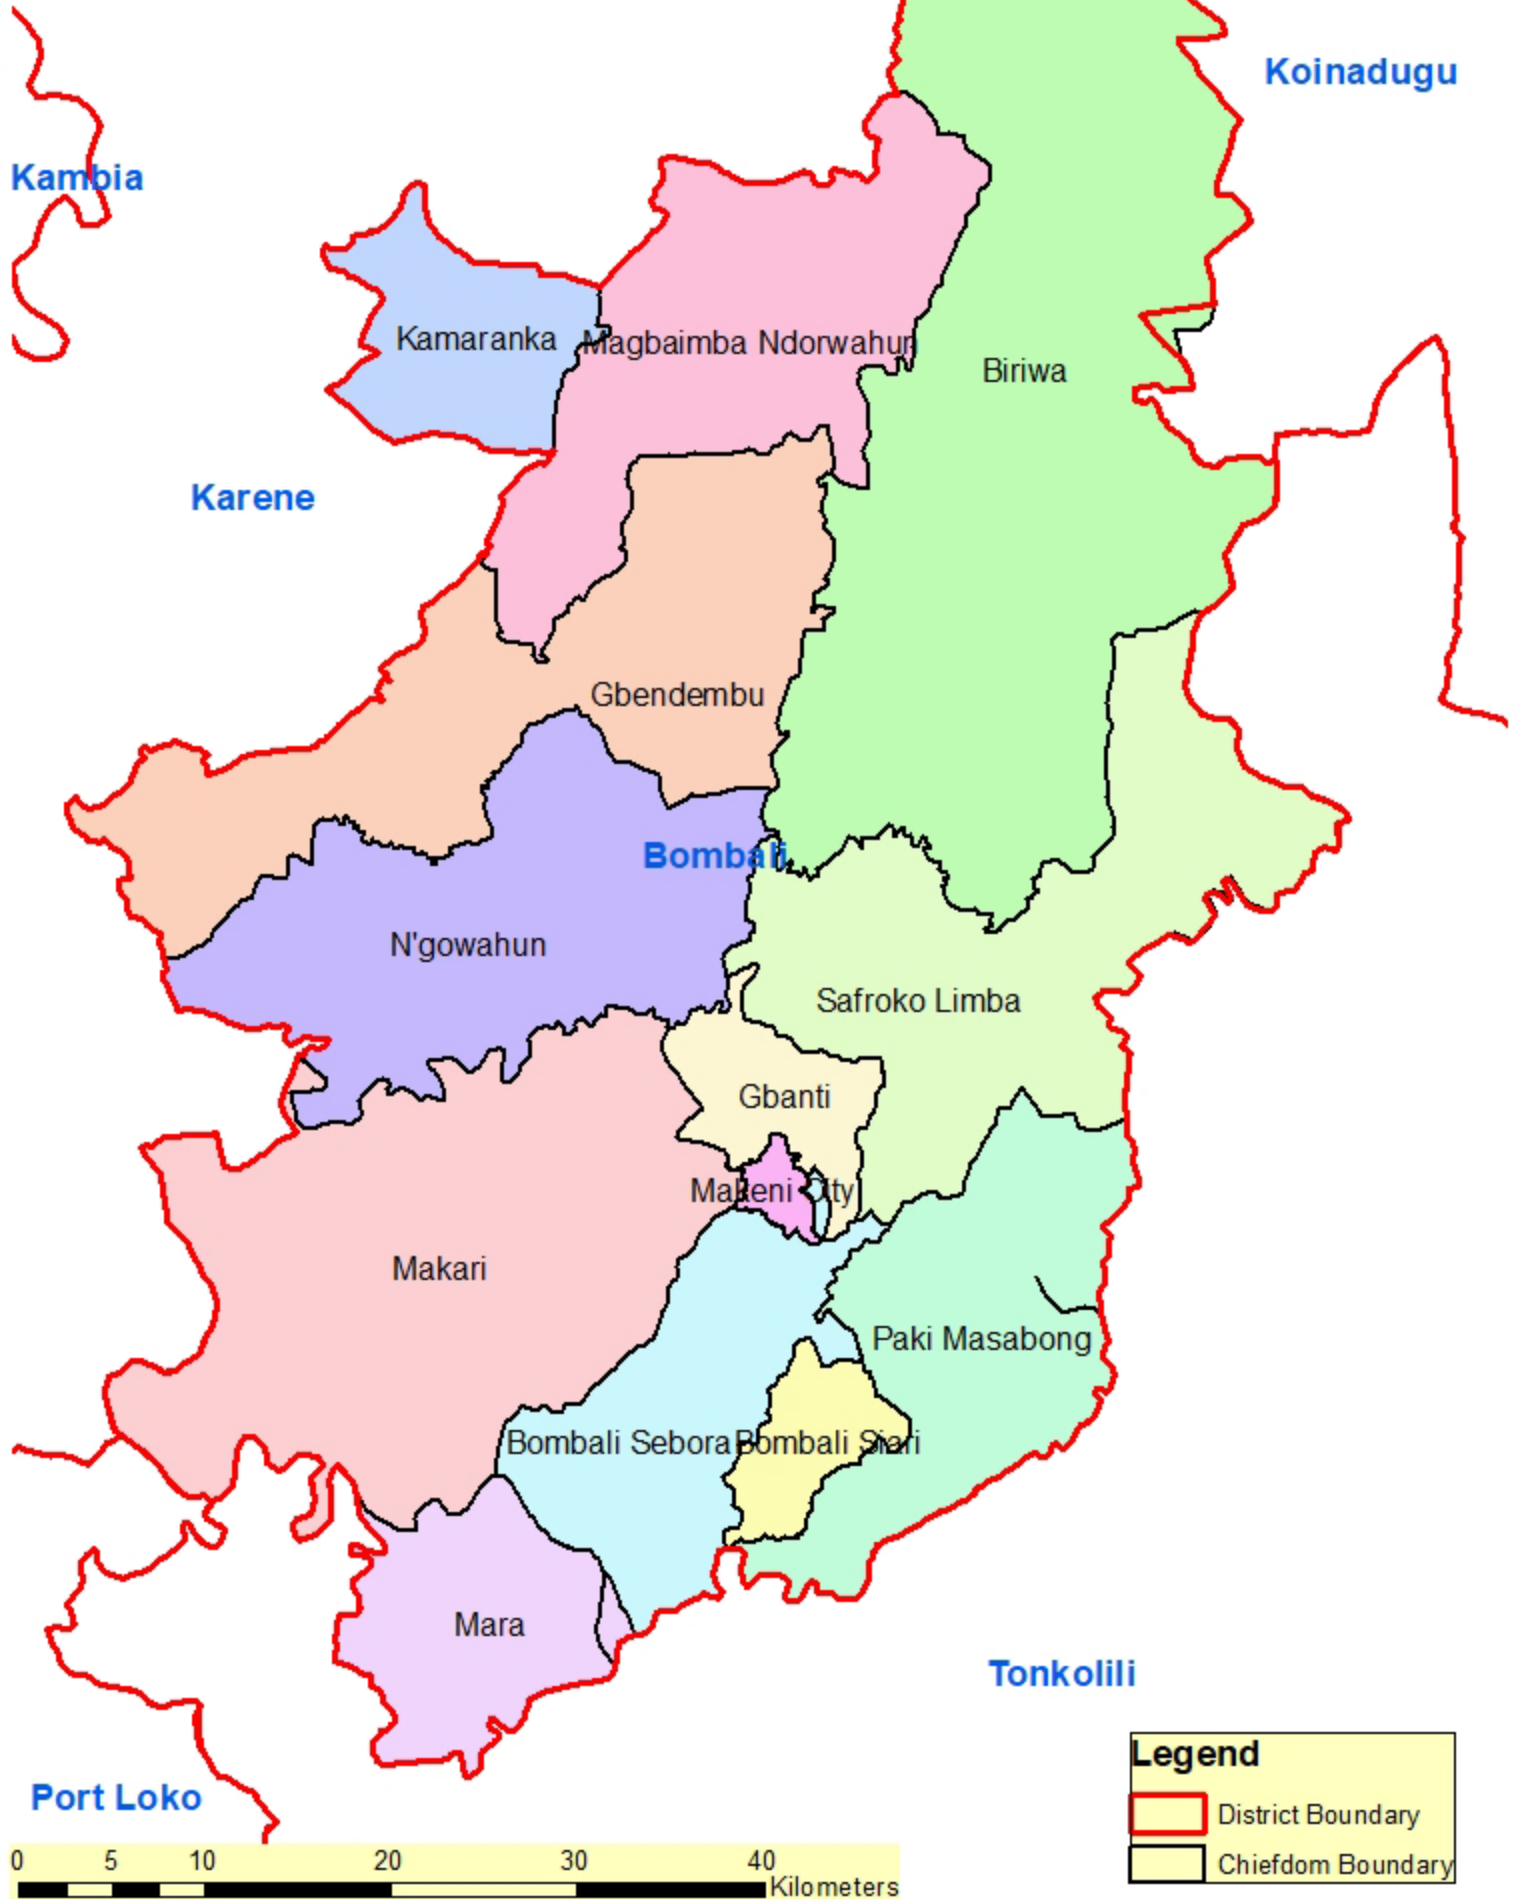 Koinadugu
Kambia
Kamaranka
Magbaimba Ndorwahun
Biriwa
Karene
Gbendembu
Bombali
N'gowahun
Safroko Limba
Gbanti
Makeni City
Makari
Paki Masabong
Bombali Sebora
Bombali Siari
Mara
Tonkolili
Legend
Port Loko
District Boundary
0 5 10 20 30 40
Chiefdom Boundary
Kilometers